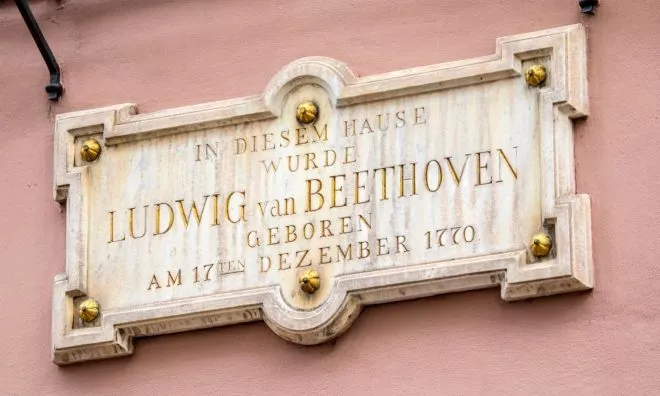 IN DIESEM HAUSE
WURDE
LUDWIG van BEETHOVEN
GEBOREN
AM 17TEN DEZEMBER 1770.